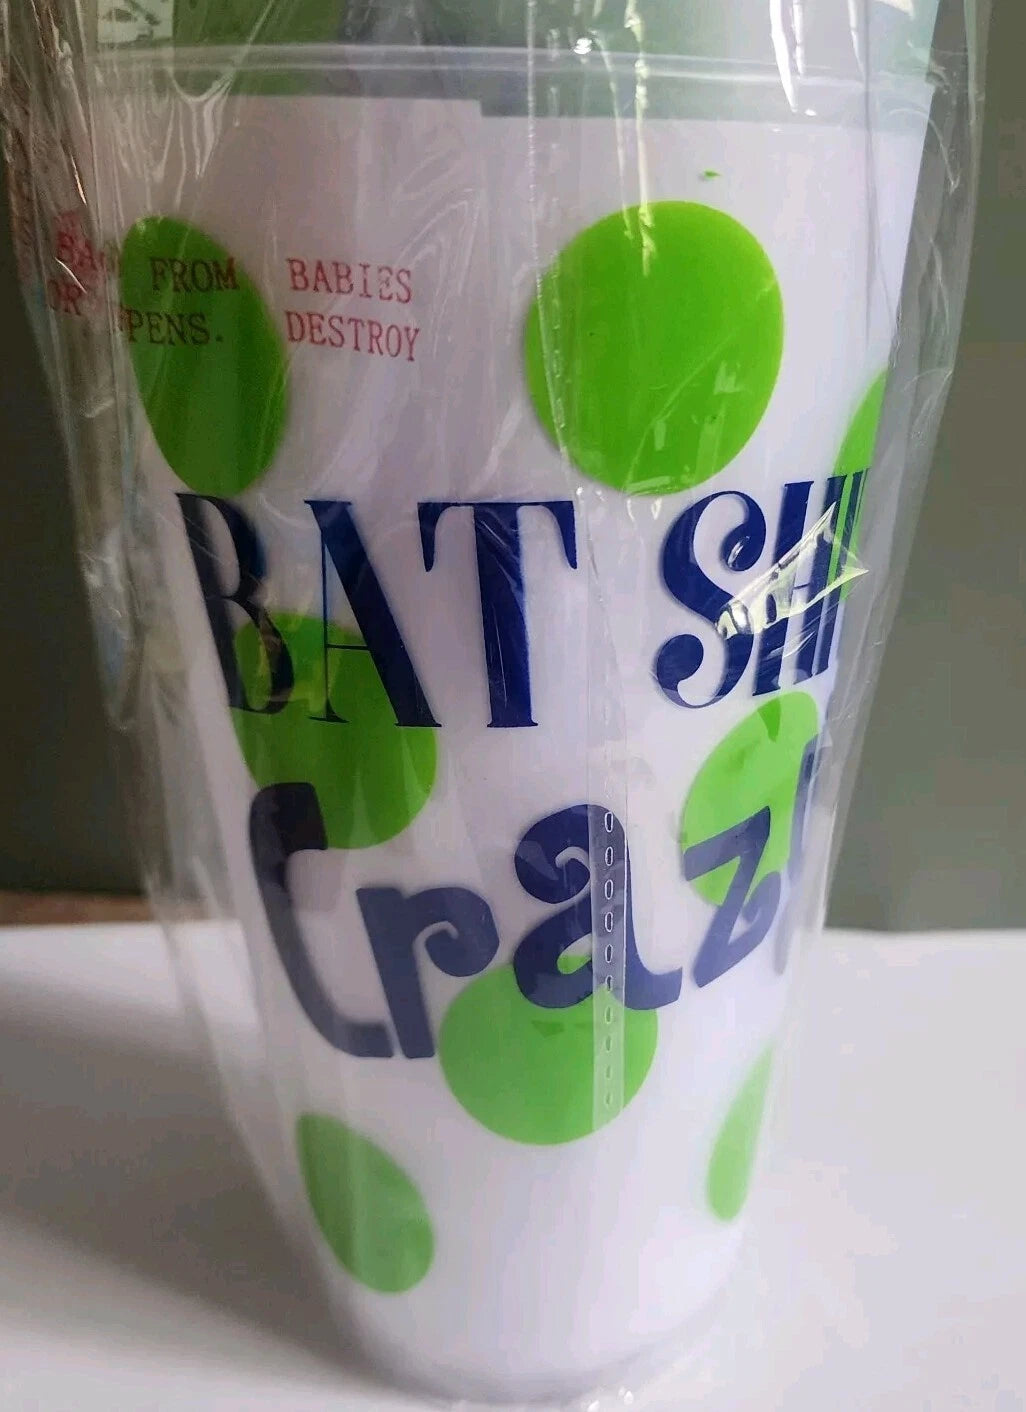 FROM BABIES
PENS. DESTROY
BAT SHI
Craz